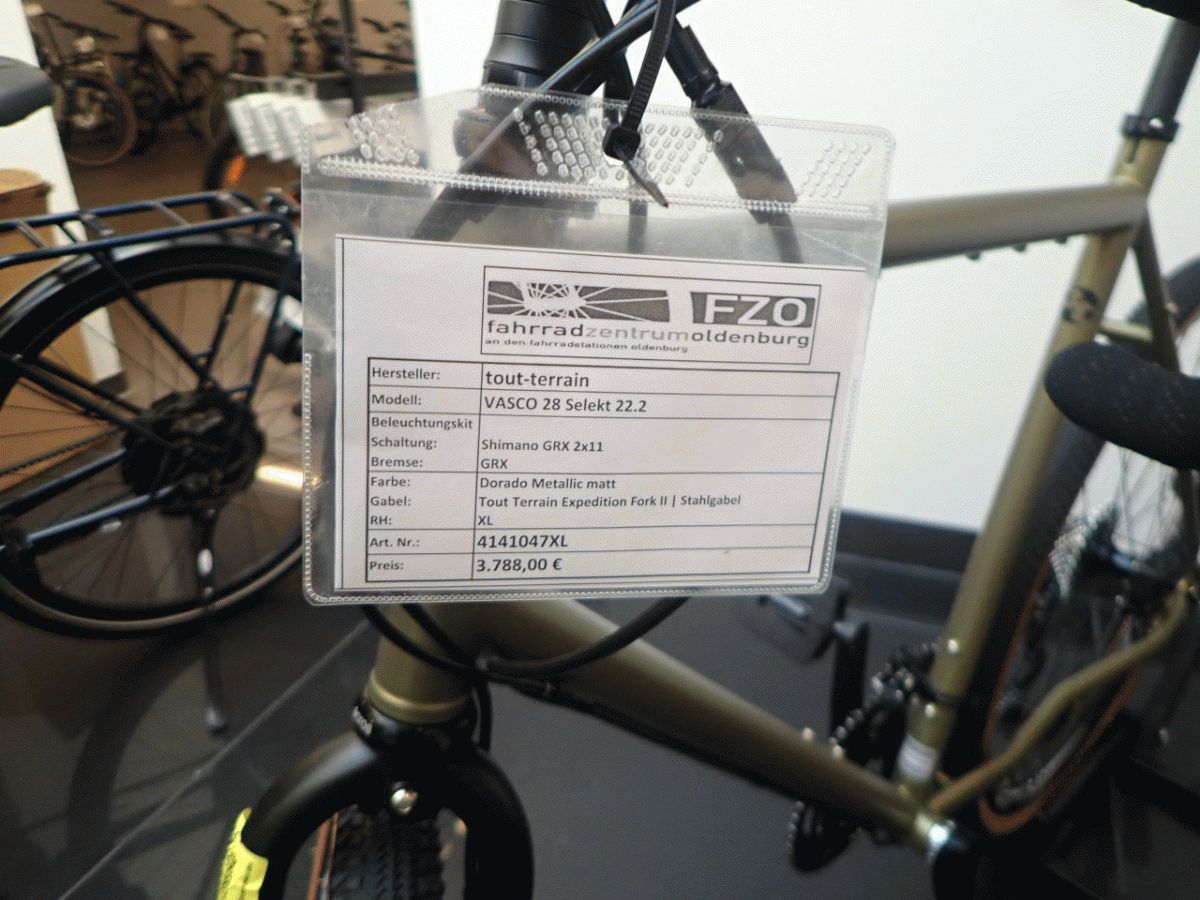 FZO
fahrradzentrumoldenburg
an den fahrradstationen oldenburg
Hersteller: tout-terrain
Modell: VASCO 28 Selekt 22.2
Beleuchtungskit
Schaltung: Shimano GRX 2x11
Bremse: GRX
Farbe: Dorado Metallic matt
Gabel: Tout Terrain Expedition Fork II | Stahlgabel
RH: XL
Art. Nr.: 4141047XL
Preis: 3.788,00 €